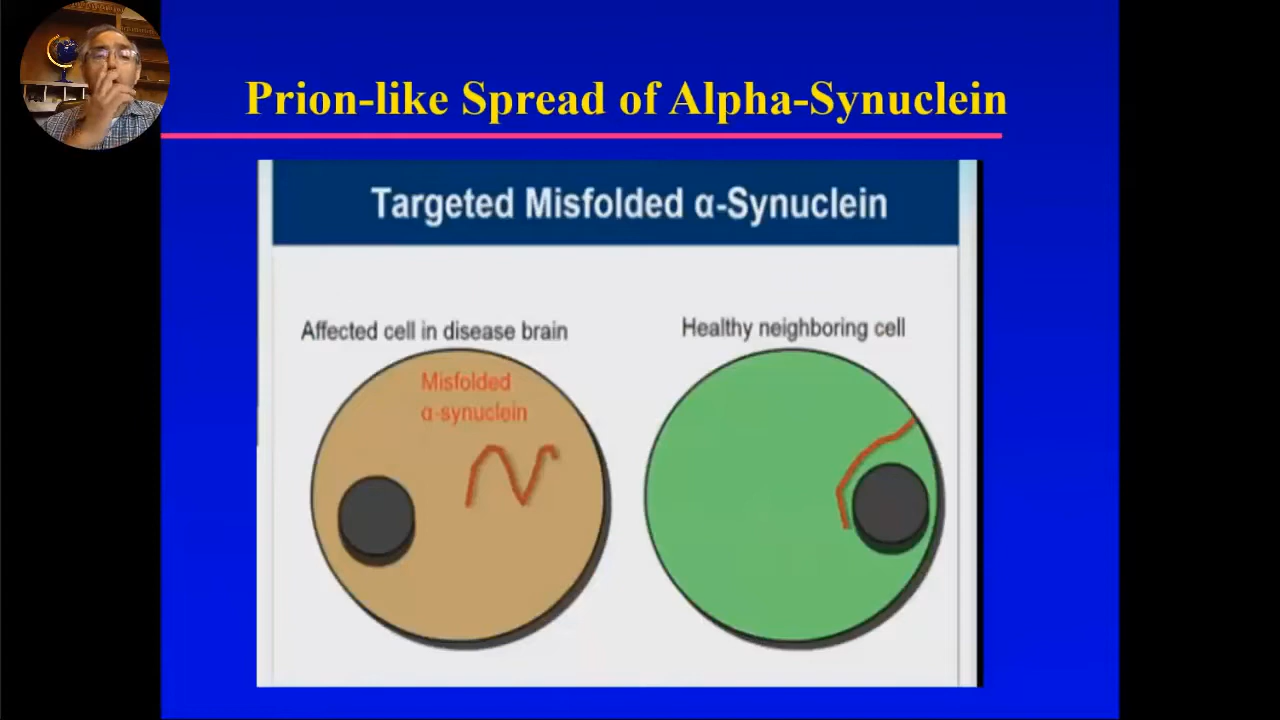 Prion-like Spread of Alpha-Synuclein
Targeted Misfolded α-Synuclein
Affected cell in disease brain
Healthy neighboring cell
Misfolded
α-synuclein